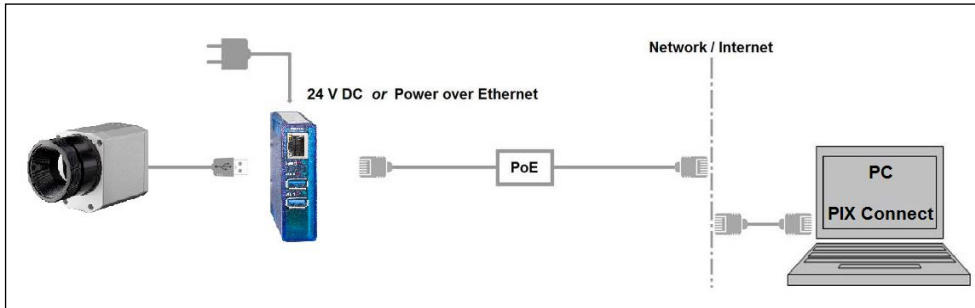 Network / Internet
24 V DC or Power over Ethernet
PoE
PC
PIX Connect